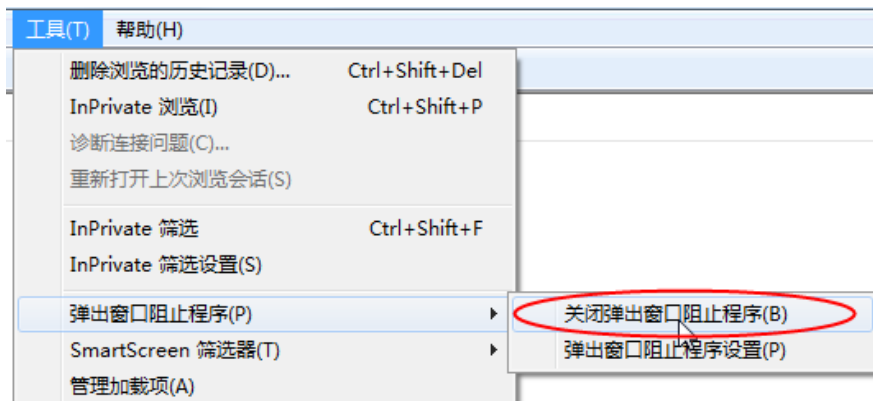 工具(T) 帮助(H)
删除浏览的历史记录(D)... Ctrl+Shift+Del
InPrivate 浏览(I) Ctrl+Shift+P
诊断连接问题(C)...
重新打开上次浏览会话(S)
InPrivate 筛选 Ctrl+Shift+F
InPrivate 筛选设置(S)
弹出窗口阻止程序(P) 关闭弹出窗口阻止程序(B)
SmartScreen 筛选器(T) 弹出窗口阻止程序设置(P)
管理加载项(A)